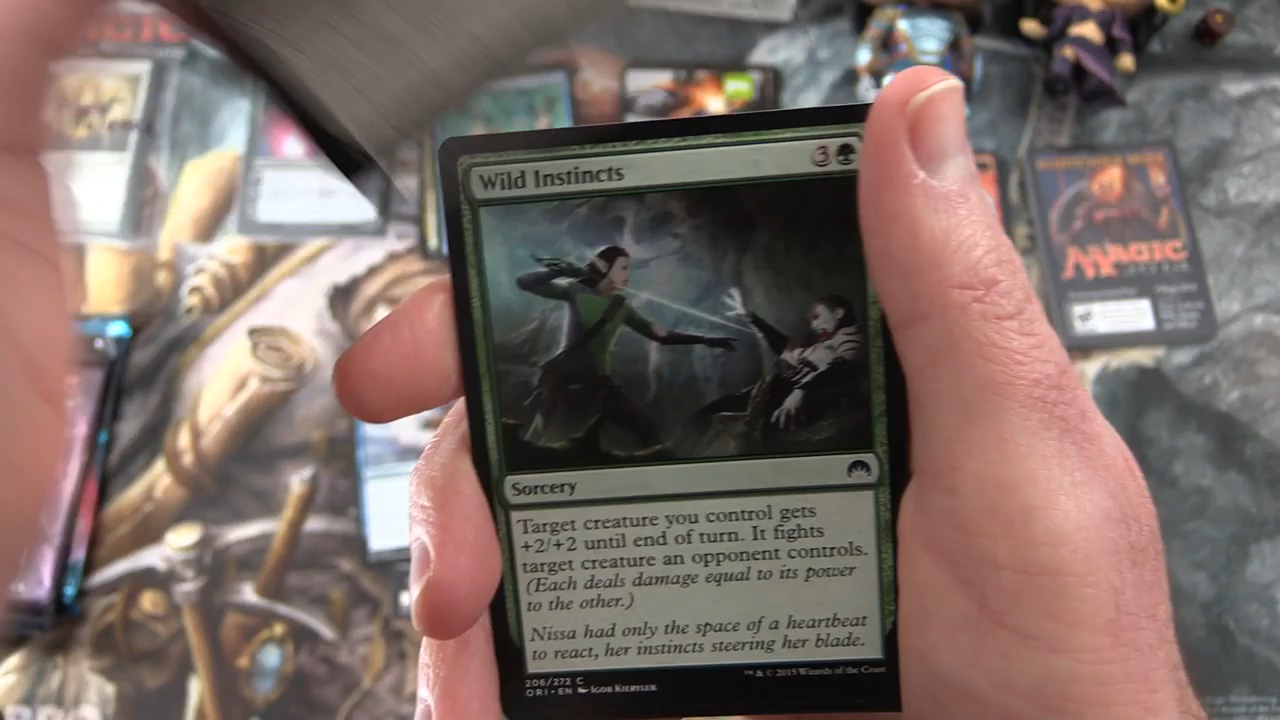 MAGIC
Wild Instincts
3
Sorcery
Target creature you control gets
+2/+2 until end of turn. It fights
target creature an opponent controls.
(Each deals damage equal to its power
to the other.)
Nissa had only the space of a heartbeat
to react, her instincts steering her blade.
206/272 C
ORI • EN Igor Kieryluk
™ & © 2015 Wizards of the Coast
MAGIC